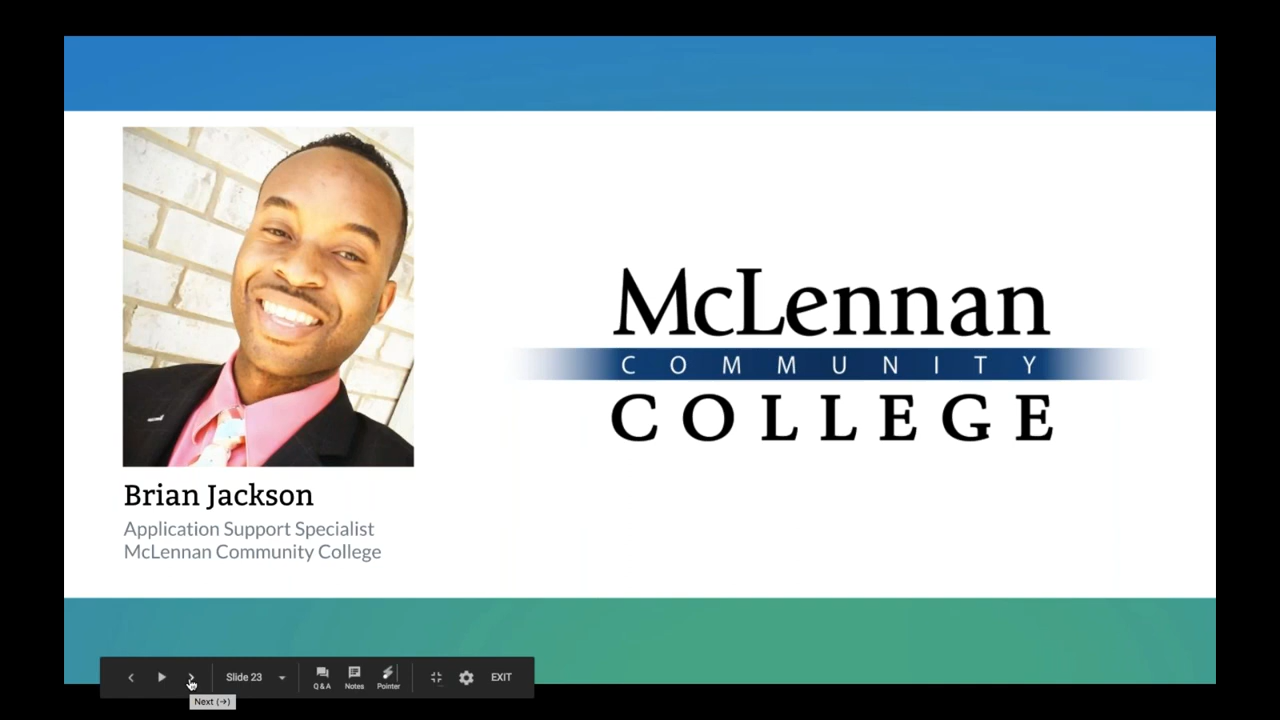 McLennan
COMMUNITY
COLLEGE
Brian Jackson
Application Support Specialist
McLennan Community College
Slide 23
Q & A
Notes
Pointer
EXIT
Next (→)